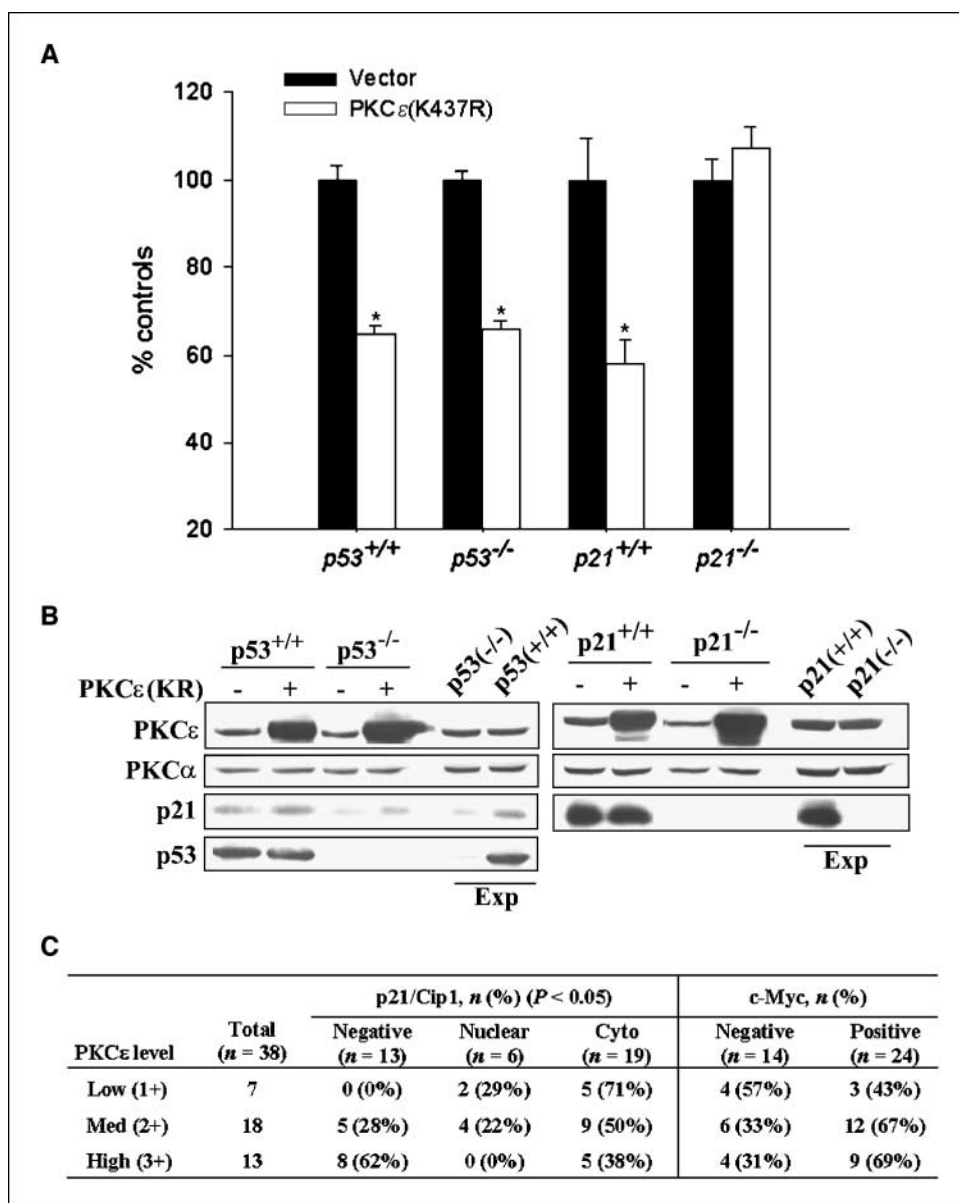 A
Vector
PKCε(K437R)
120
100
80
60
40
20
% controls
* * *
p53+/+ p53-/- p21+/+ p21-/-
B
p53+/+ p53-/- p53(-/-) p53(+/+) p21+/+ p21-/- p21(+/+) p21(-/-)
PKCε(KR) - + - + - + - +
PKCε
PKCα
p21
p53
Exp Exp
C
p21/Cip1, n (%) (P < 0.05) c-Myc, n (%)
PKCε level Total (n = 38) Negative (n = 13) Nuclear (n = 6) Cyto (n = 19) Negative (n = 14) Positive (n = 24)
Low (1+) 7 0 (0%) 2 (29%) 5 (71%) 4 (57%) 3 (43%)
Med (2+) 18 5 (28%) 4 (22%) 9 (50%) 6 (33%) 12 (67%)
High (3+) 13 8 (62%) 0 (0%) 5 (38%) 4 (31%) 9 (69%)